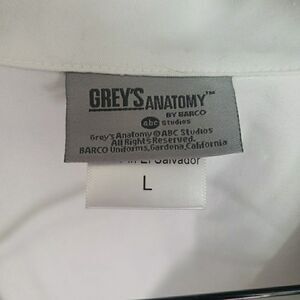 GREY'S ANATOMY™
BY BARCO
abc studios
Grey's Anatomy © ABC Studios
All Rights Reserved.
BARCO Uniforms, Gardena, California
in El Salvador
L